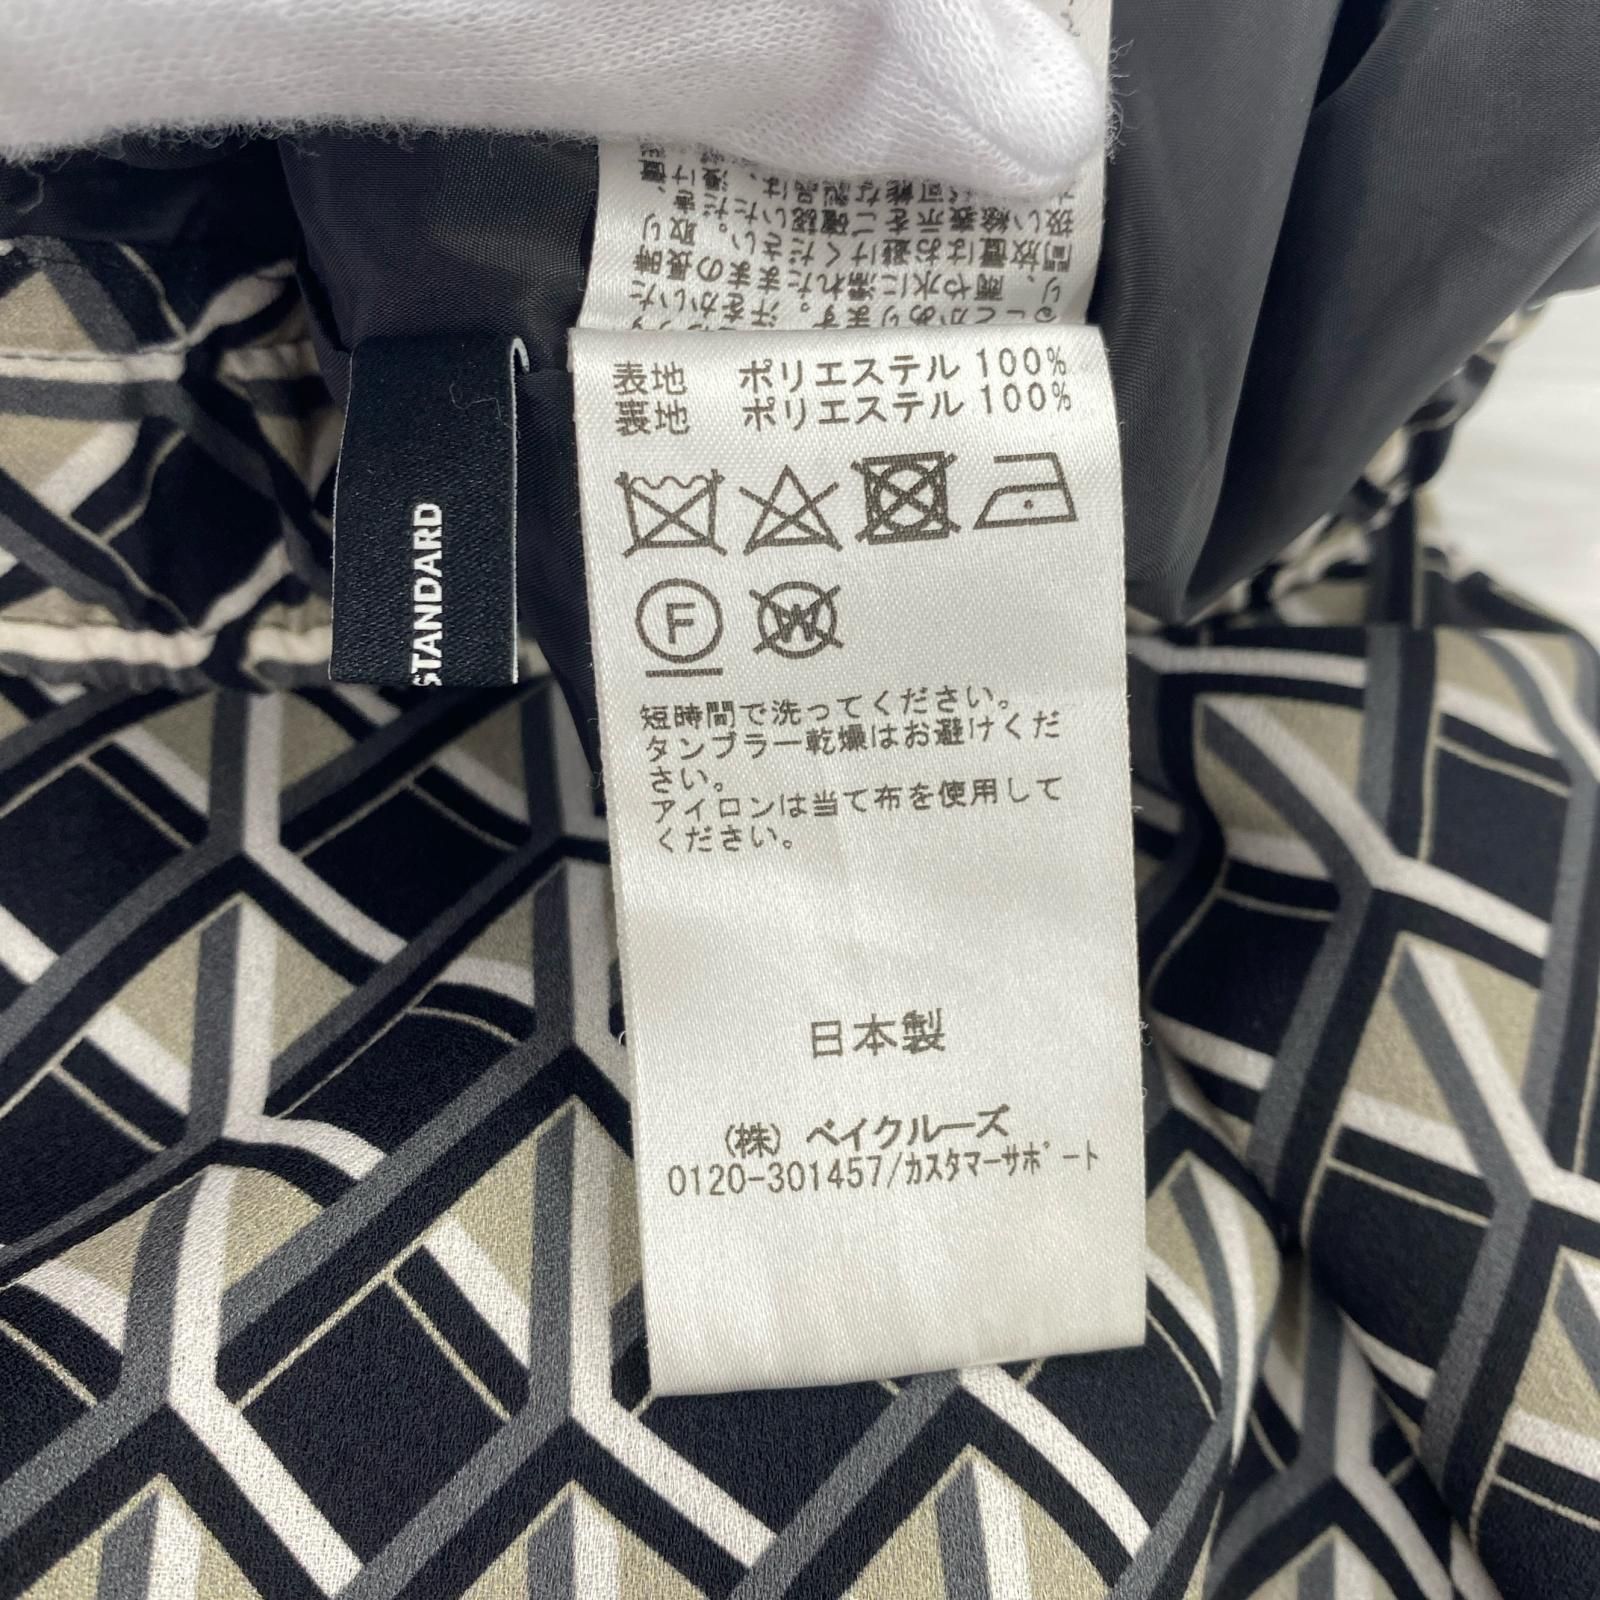 表地 ポリエステル 100%
裏地 ポリエステル 100%
F
W
短時間で洗ってください。
タンブラー乾燥はお避けくだ
さい。
アイロンは当て布を使用して
ください。
日本製
(株) ベイクルーズ
0120-301457/カスタマーサポート
STANDARD